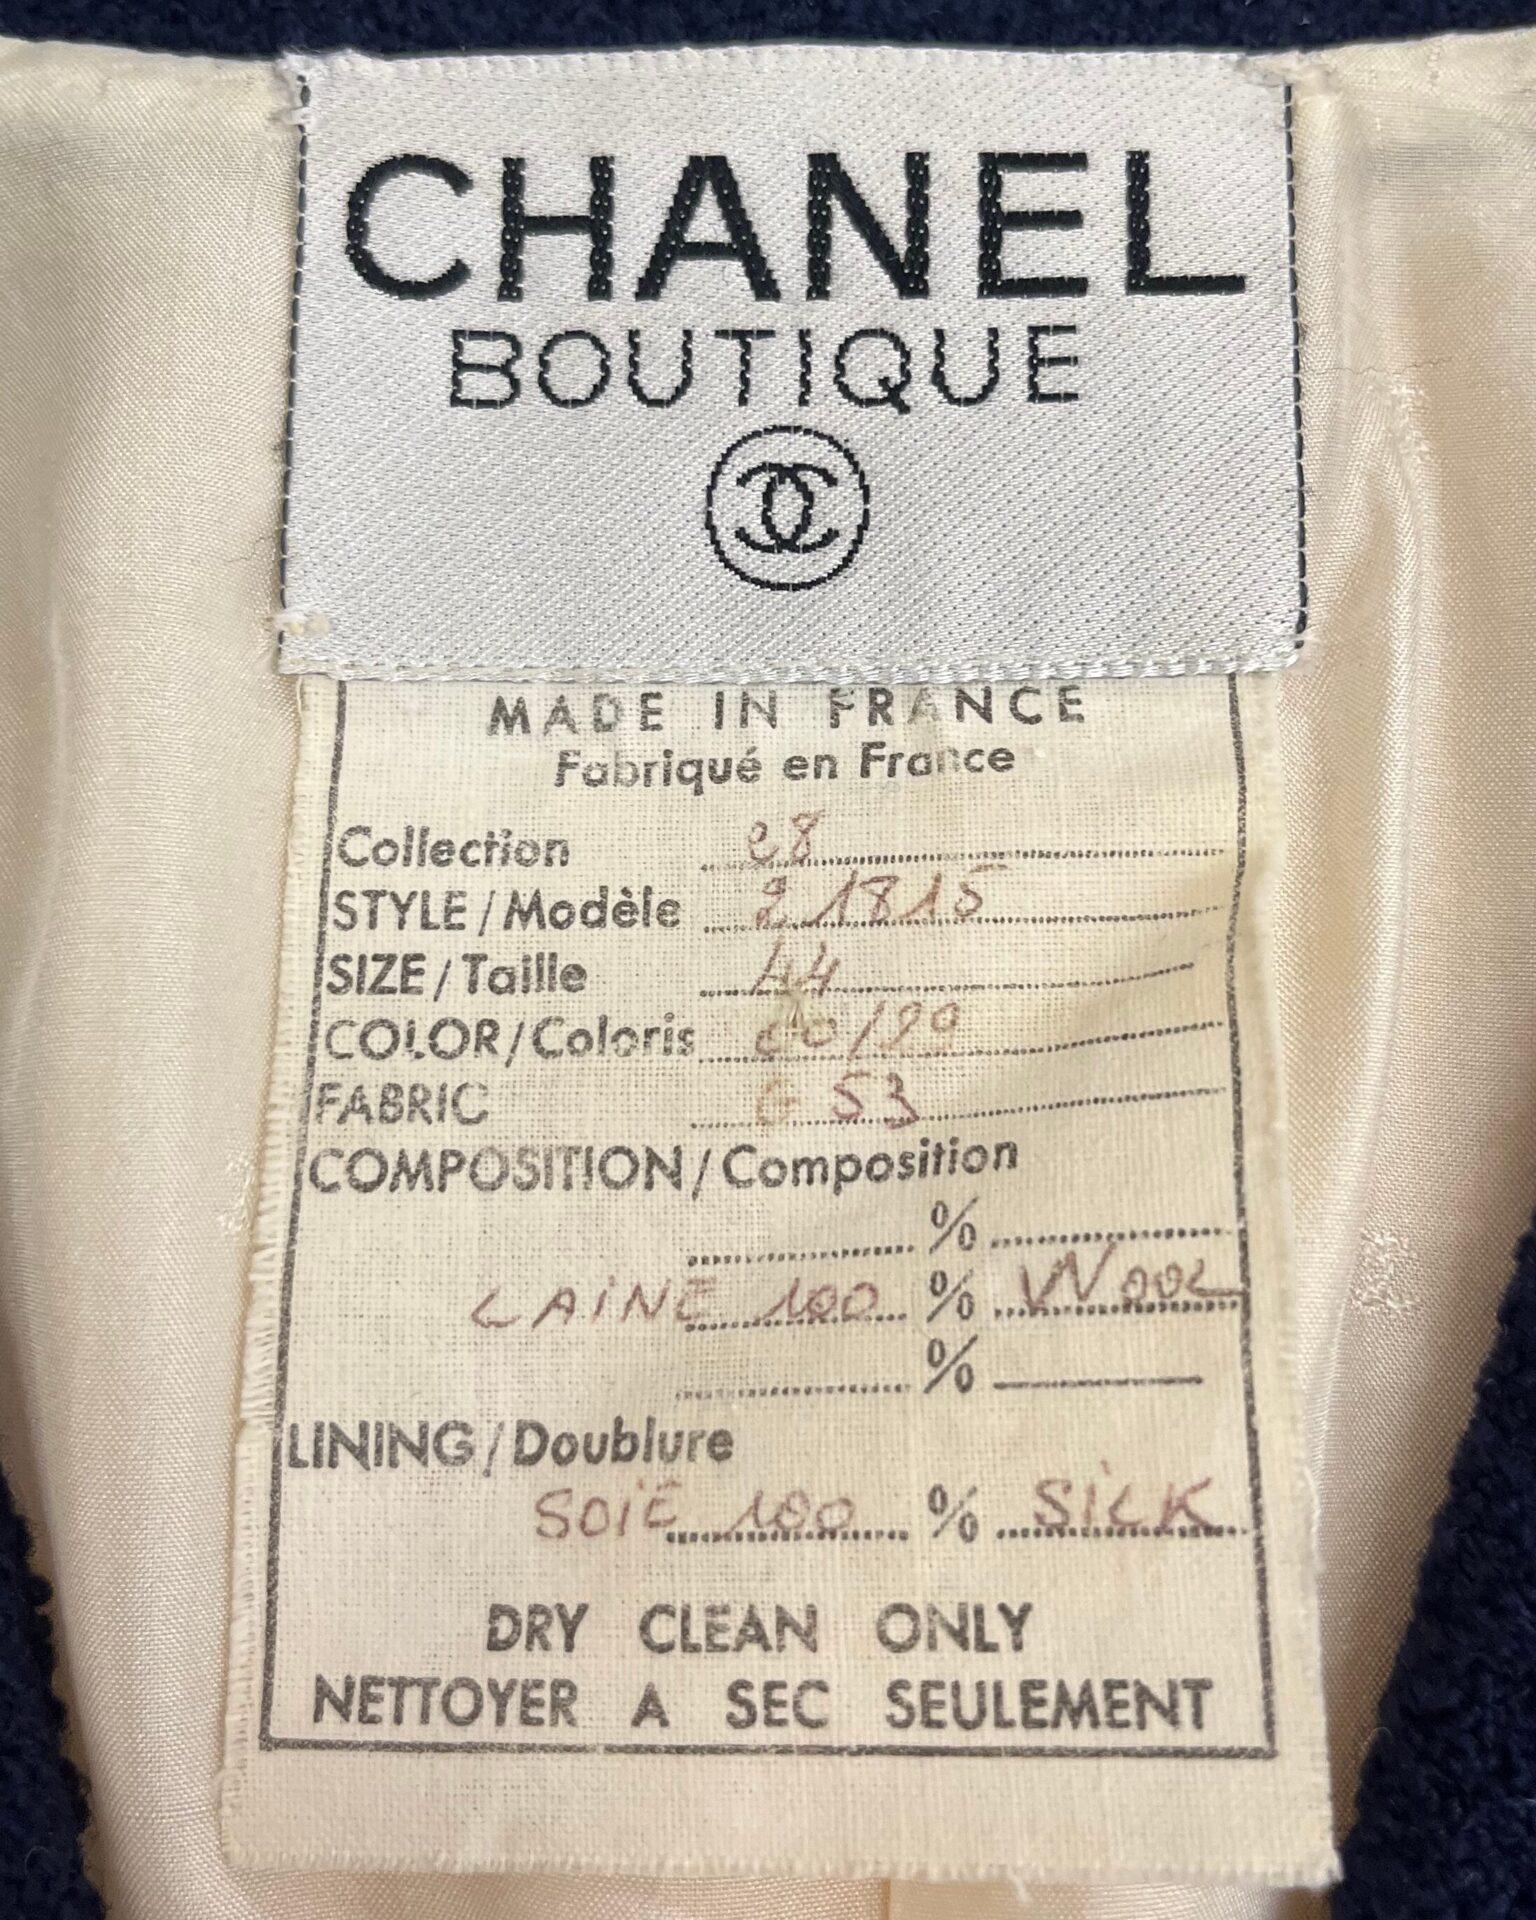 CHANEL
BOUTIQUE
MADE IN FRANCE
Fabriqué en France
Collection 28
STYLE / Modèle 21815
SIZE / Taille 44
COLOR / Coloris
FABRIC 53
COMPOSITION / Composition
%
LAINE 100 % WOOL
%
LINING / Doublure
SOIE 100 % SILK
DRY CLEAN ONLY
NETTOYER A SEC SEULEMENT